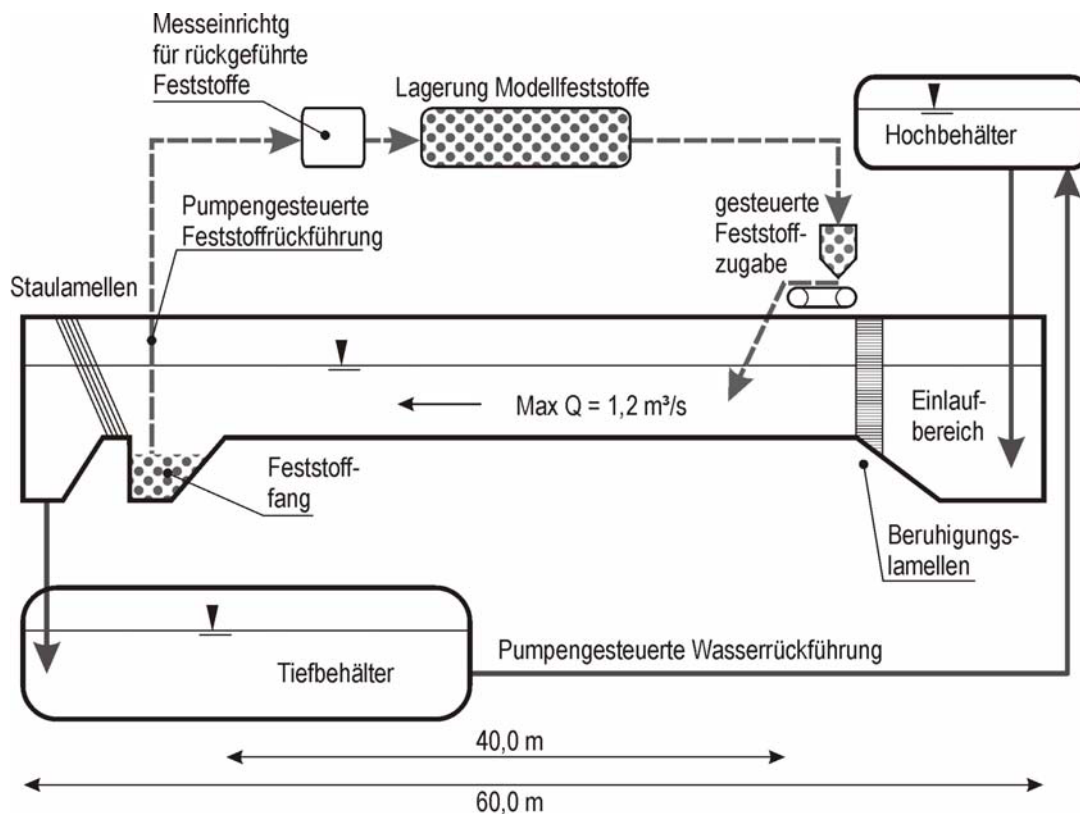 Messeinrichtg
für rückgeführte
Feststoffe
Lagerung Modellfeststoffe
Hochbehälter
Pumpengesteuerte
Feststoffrückführung
gesteuerte
Feststoff-
zugabe
Staulamellen
Max Q = 1,2 m³/s
Einlauf-
bereich
Feststoff-
fang
Beruhigungs-
lamellen
Pumpengesteuerte Wasserrückführung
Tiefbehälter
40,0 m
60,0 m